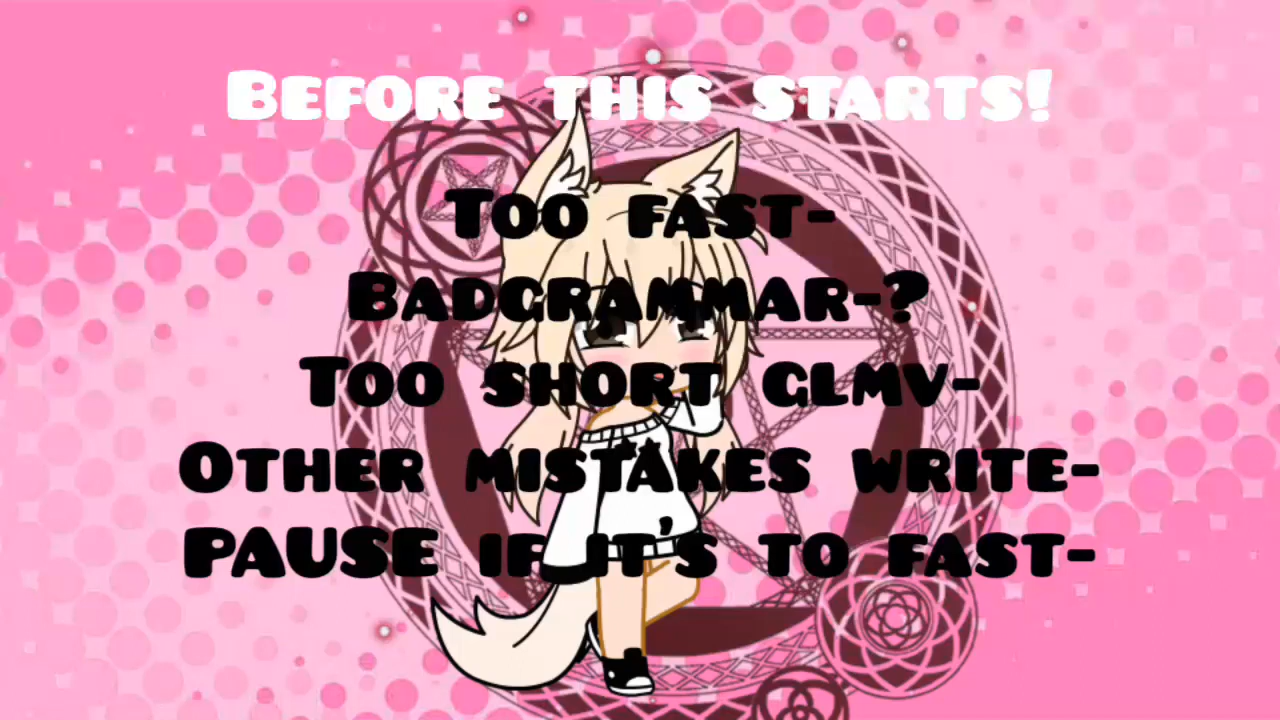 Before this starts!
Too fast-
Badgrammar-?
Too short glmv-
Other mistakes write-
PAUSE if it's to fast-